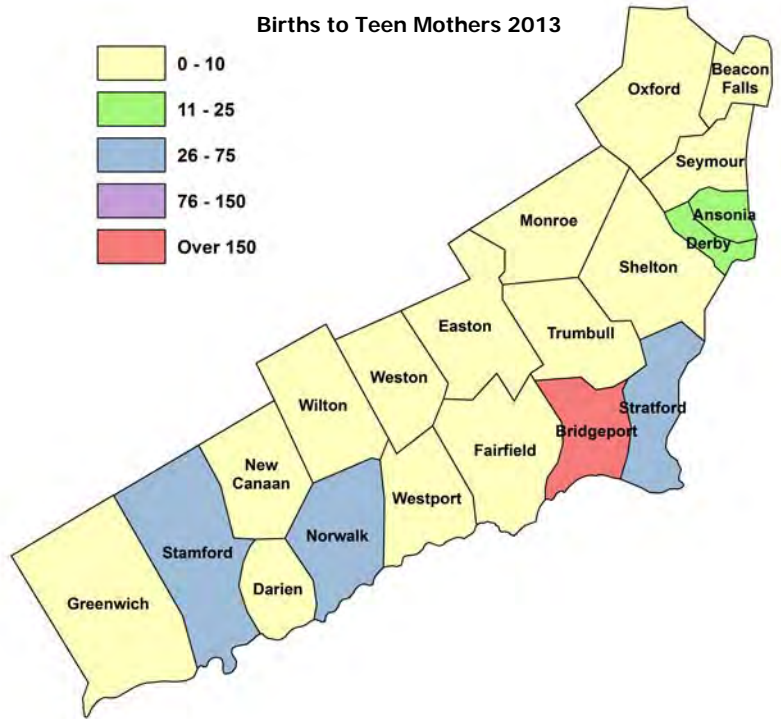 Births to Teen Mothers 2013
0 - 10
11 - 25
26 - 75
76 - 150
Over 150
Oxford
Beacon
Falls
Seymour
Ansonia
Derby
Monroe
Shelton
Easton
Trumbull
Weston
Wilton
Stratford
Bridgeport
Fairfield
New
Canaan
Westport
Norwalk
Stamford
Darien
Greenwich